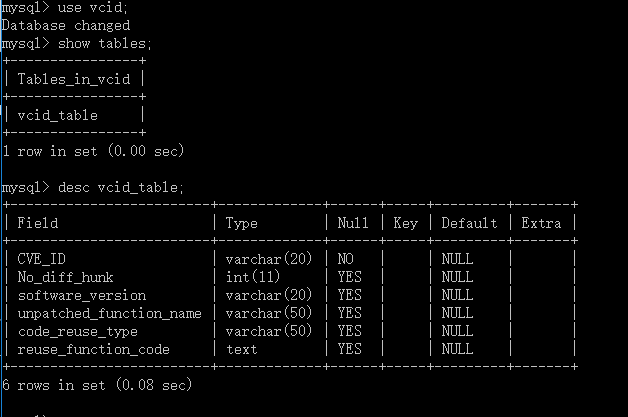 mysql> use vcid;
Database changed
mysql> show tables;
+----------------+
| Tables_in_vcid |
+----------------+
| vcid_table     |
+----------------+
1 row in set (0.00 sec)
mysql> desc vcid_table;
+-------------------------+-------------+------+-----+---------+-------+
| Field                   | Type        | Null | Key | Default | Extra |
+-------------------------+-------------+------+-----+---------+-------+
| CVE_ID                  | varchar(20) | NO   |     | NULL    |       |
| No_diff_hunk            | int(11)     | YES  |     | NULL    |       |
| software_version        | varchar(20) | YES  |     | NULL    |       |
| unpatched_function_name | varchar(50) | YES  |     | NULL    |       |
| code_reuse_type         | varchar(50) | YES  |     | NULL    |       |
| reuse_function_code     | text        | YES  |     | NULL    |       |
+-------------------------+-------------+------+-----+---------+-------+
6 rows in set (0.08 sec)